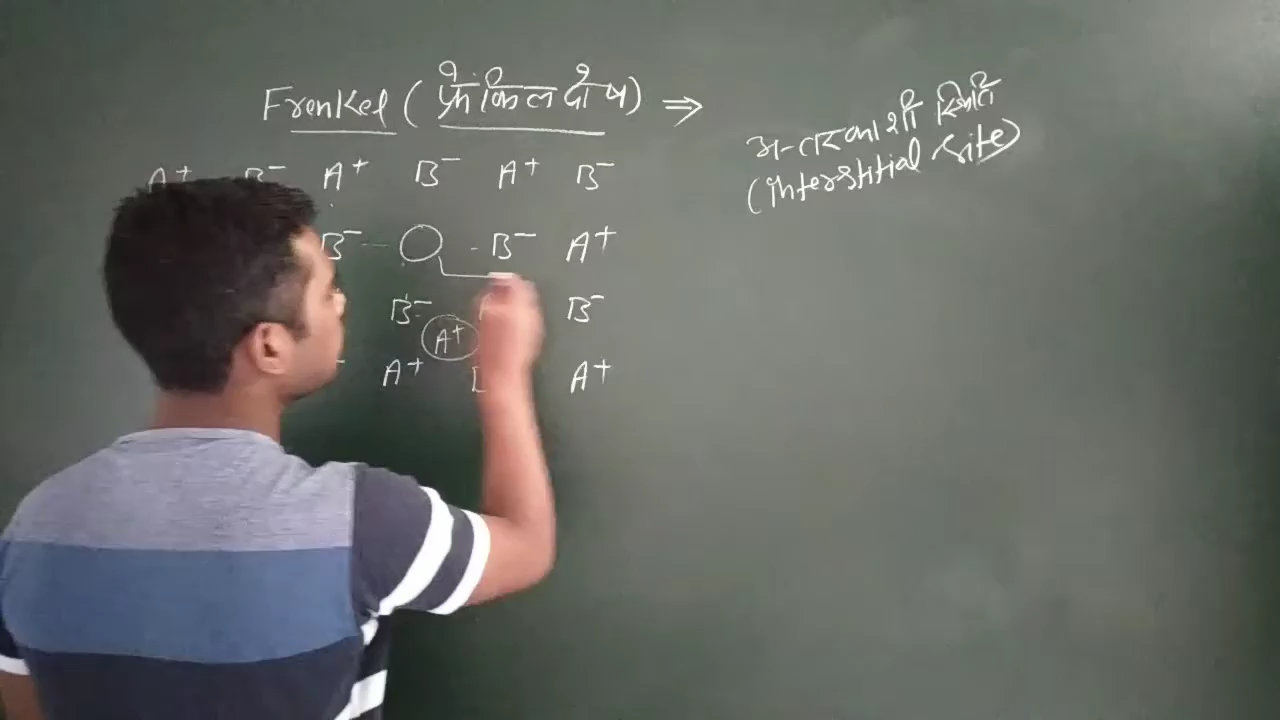 Frenkel (फ्रेंकिल दोष) ⇒
अन्तराकाशी स्थिति
(interstitial site)
A+ B- A+ B- A+ B-
B- - ○ - B- A+
B- B-
A+
A+ A+